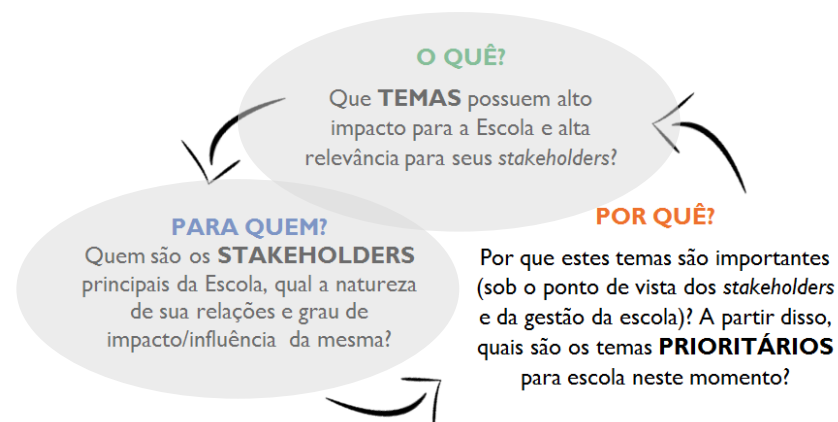 O QUÊ?
Que TEMAS possuem alto
impacto para a Escola e alta
relevância para seus stakeholders?
PARA QUEM?
Quem são os STAKEHOLDERS
principais da Escola, qual a natureza
de sua relações e grau de
impacto/influência da mesma?
POR QUÊ?
Por que estes temas são importantes
(sob o ponto de vista dos stakeholders
e da gestão da escola)? A partir disso,
quais são os temas PRIORITÁRIOS
para escola neste momento?